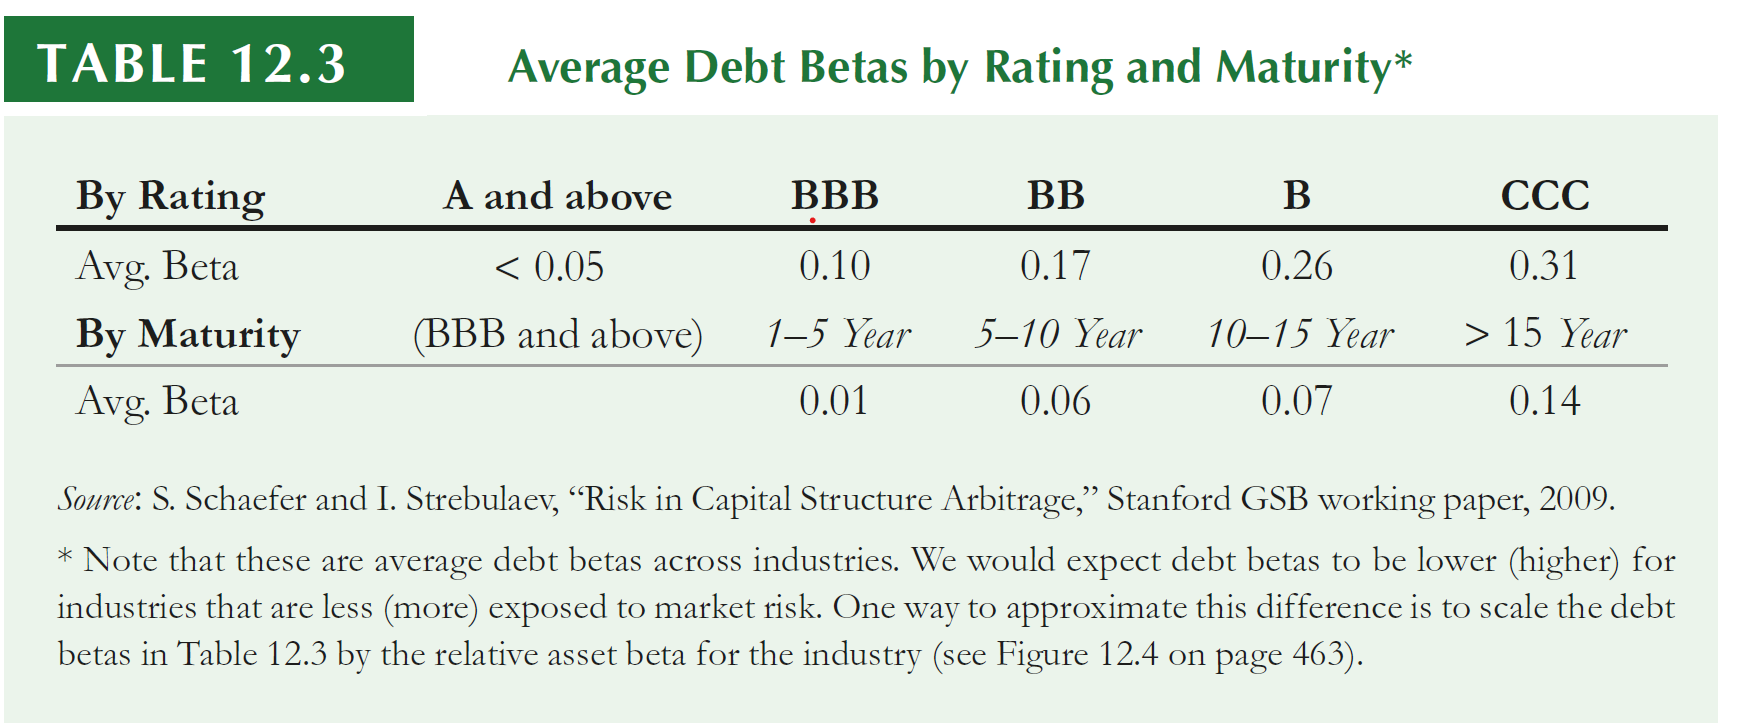 TABLE 12.3 Average Debt Betas by Rating and Maturity*
By Rating A and above BBB BB B CCC
Avg. Beta < 0.05 0.10 0.17 0.26 0.31
By Maturity (BBB and above) 1–5 Year 5–10 Year 10–15 Year > 15 Year
Avg. Beta 0.01 0.06 0.07 0.14
Source: S. Schaefer and I. Strebulaev, “Risk in Capital Structure Arbitrage,” Stanford GSB working paper, 2009.
* Note that these are average debt betas across industries. We would expect debt betas to be lower (higher) for
industries that are less (more) exposed to market risk. One way to approximate this difference is to scale the debt
betas in Table 12.3 by the relative asset beta for the industry (see Figure 12.4 on page 463).